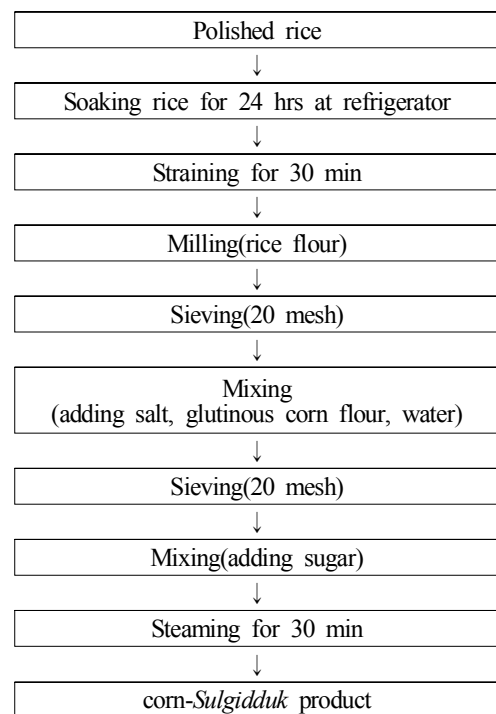 Polished rice
↓
Soaking rice for 24 hrs at refrigerator
↓
Straining for 30 min
↓
Milling(rice flour)
↓
Sieving(20 mesh)
↓
Mixing
(adding salt, glutinous corn flour, water)
↓
Sieving(20 mesh)
↓
Mixing(adding sugar)
↓
Steaming for 30 min
↓
corn-Sulgidduk product